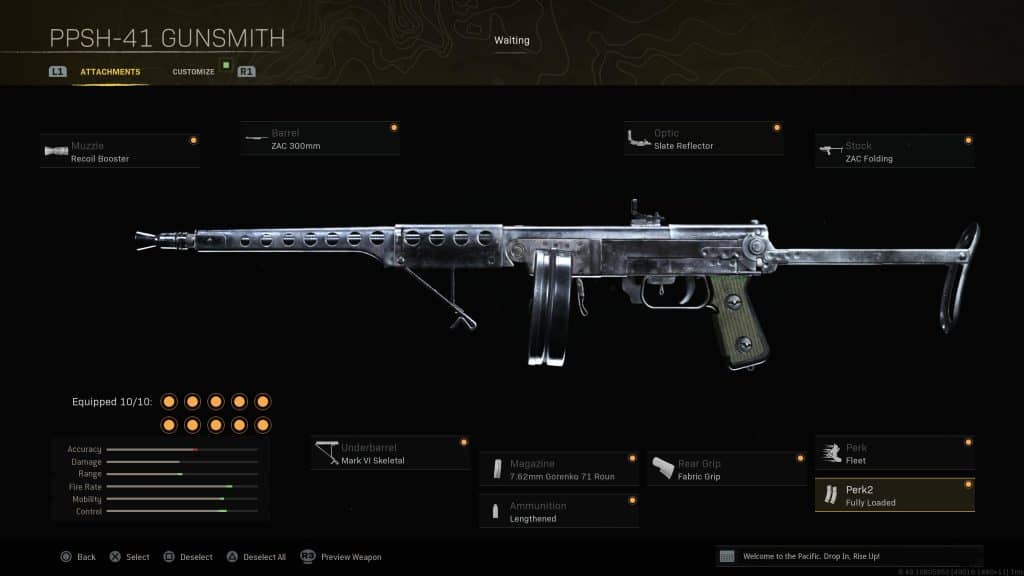 PPSH-41 GUNSMITH
Waiting
L1 ATTACHMENTS CUSTOMIZE R1
Muzzle
Recoil Booster
Barrel
ZAC 300mm
Optic
Slate Reflector
Stock
ZAC Folding
Equipped 10/10:
Accuracy
Damage
Range
Fire Rate
Mobility
Control
Underbarrel
Mark VI Skeletal
Magazine
7.62mm Gorenko 71 Roun
Ammunition
Lengthened
Rear Grip
Fabric Grip
Perk
Fleet
Perk2
Fully Loaded
Back Select Deselect Deselect All R3 Preview Weapon
Welcome to the Pacific. Drop In, Rise Up!